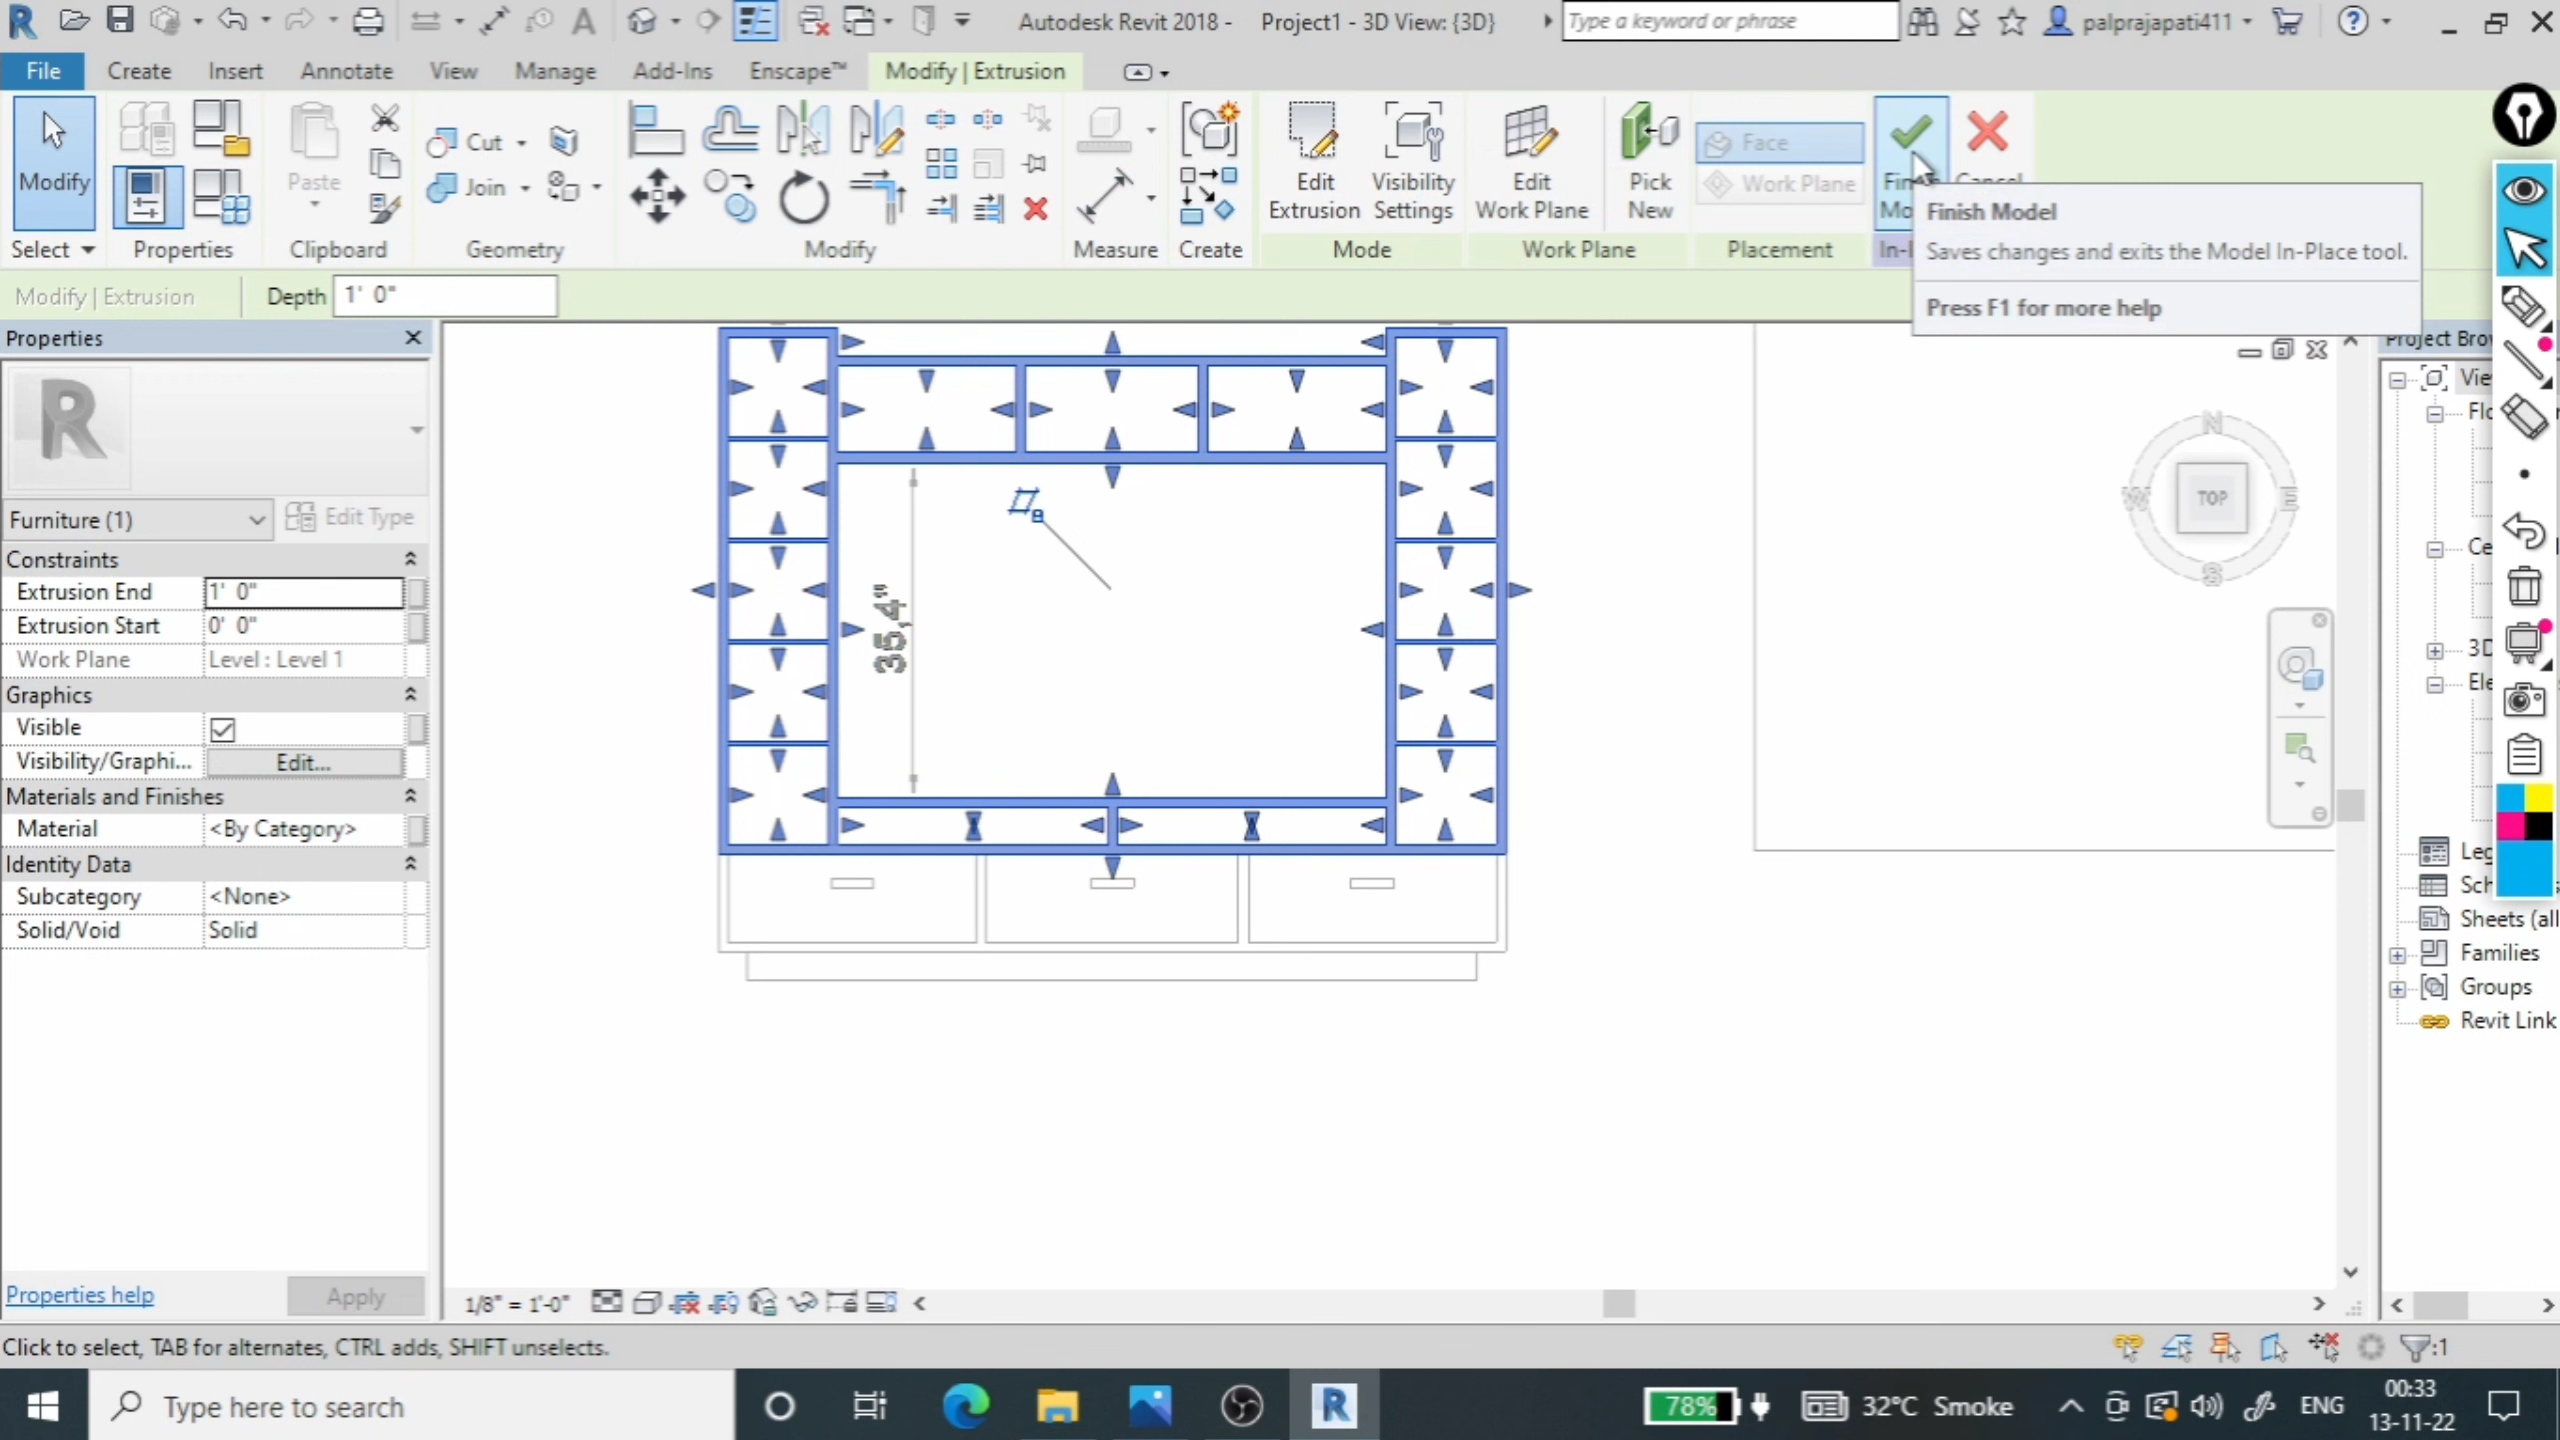 Autodesk Revit 2018 - Project1 - 3D View: {3D}
Type a keyword or phrase
palprajapati411
File Create Insert Annotate View Manage Add-Ins Enscape™ Modify | Extrusion
Modify
Cut
Join
Paste
Edit Extrusion
Visibility Settings
Edit Work Plane
Pick New
Face
Work Plane
Select Properties Clipboard Geometry Modify Measure Create Mode Work Plane Placement
Finish Model
Saves changes and exits the Model In-Place tool.
Press F1 for more help
Modify | Extrusion Depth 1' 0"
Properties
R
Furniture (1) Edit Type
Constraints
Extrusion End 1' 0"
Extrusion Start 0' 0"
Work Plane Level : Level 1
Graphics
Visible
Visibility/Graphi... Edit...
Materials and Finishes
Material <By Category>
Identity Data
Subcategory <None>
Solid/Void Solid
Properties help Apply
35,4"
N
W TOP E
S
Project
3D
Sheets (all
Families
Groups
Revit Link
1/8" = 1'-0"
Click to select, TAB for alternates, CTRL adds, SHIFT unselects.
:1
Type here to search
78%
32°C Smoke
ENG
00:33
13-11-22